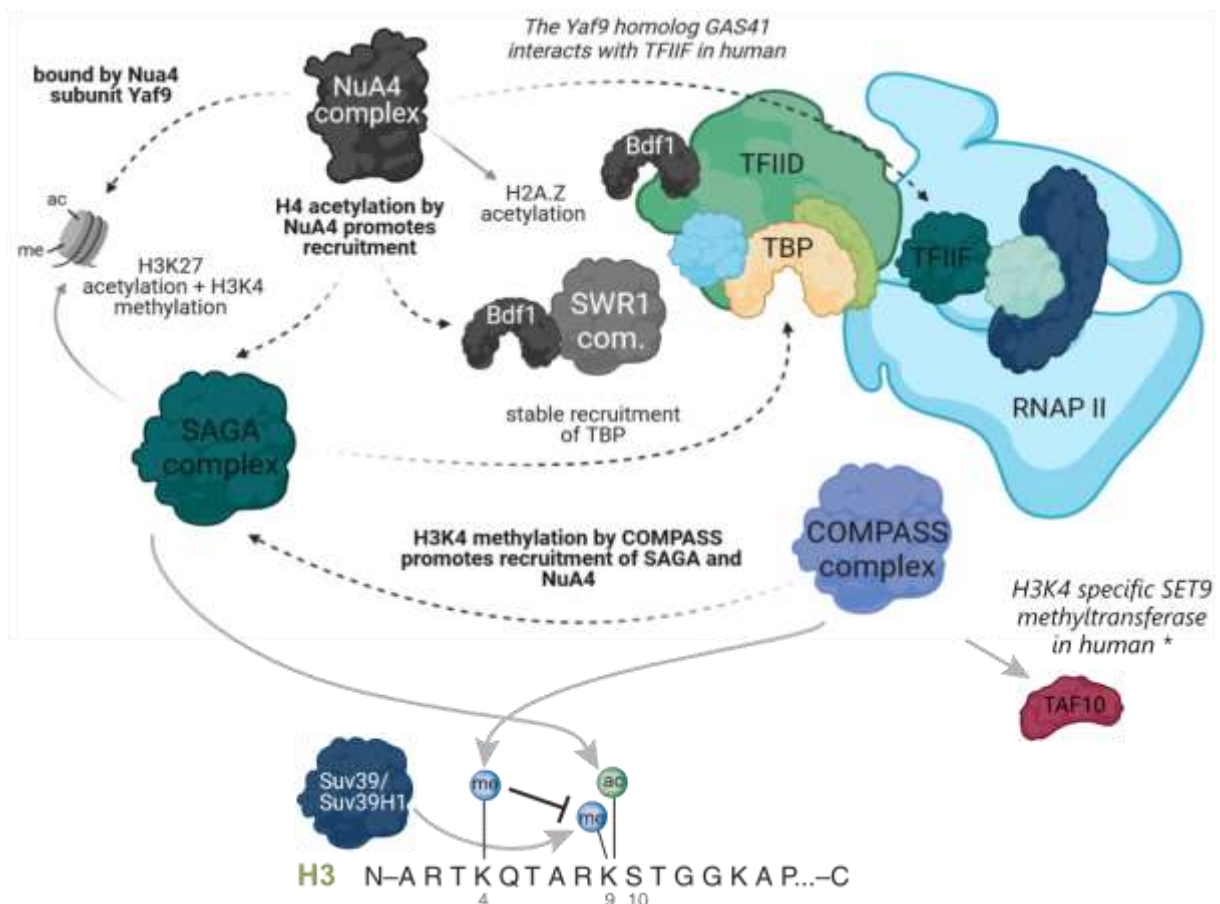 The Yaf9 homolog GAS41
interacts with TFIIF in human
bound by Nua4
subunit Yaf9
NuA4
complex
Bdf1
TFIID
ac
me
H2A.Z
acetylation
H4 acetylation by
NuA4 promotes
recruitment
TBP
TFIIF
H3K27
acetylation + H3K4
methylation
Bdf1
SWR1
com.
RNAP II
stable recruitment
of TBP
SAGA
complex
COMPASS
complex
H3K4 methylation by COMPASS
promotes recruitment of SAGA and
NuA4
H3K4 specific SET9
methyltransferase
in human *
TAF10
Suv39/
Suv39H1
me
ac
me
H3 N–A R T K Q T A R K S T G G K A P...–C
4 9 10